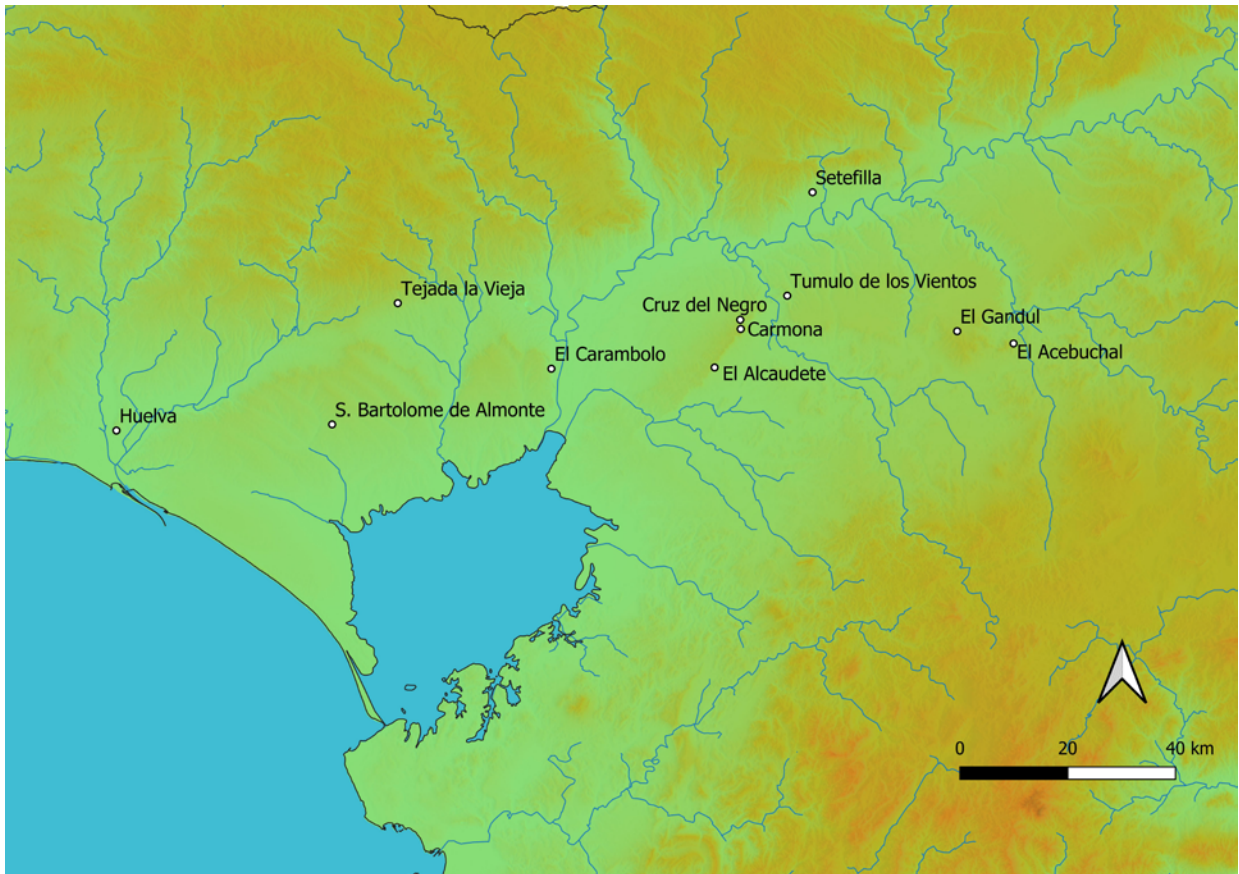 Setefilla
Tejada la Vieja
Tumulo de los Vientos
Cruz del Negro
Carmona
El Gandul
El Acebuchal
El Carambolo
El Alcaudete
Huelva
S. Bartolome de Almonte
0 20 40 km